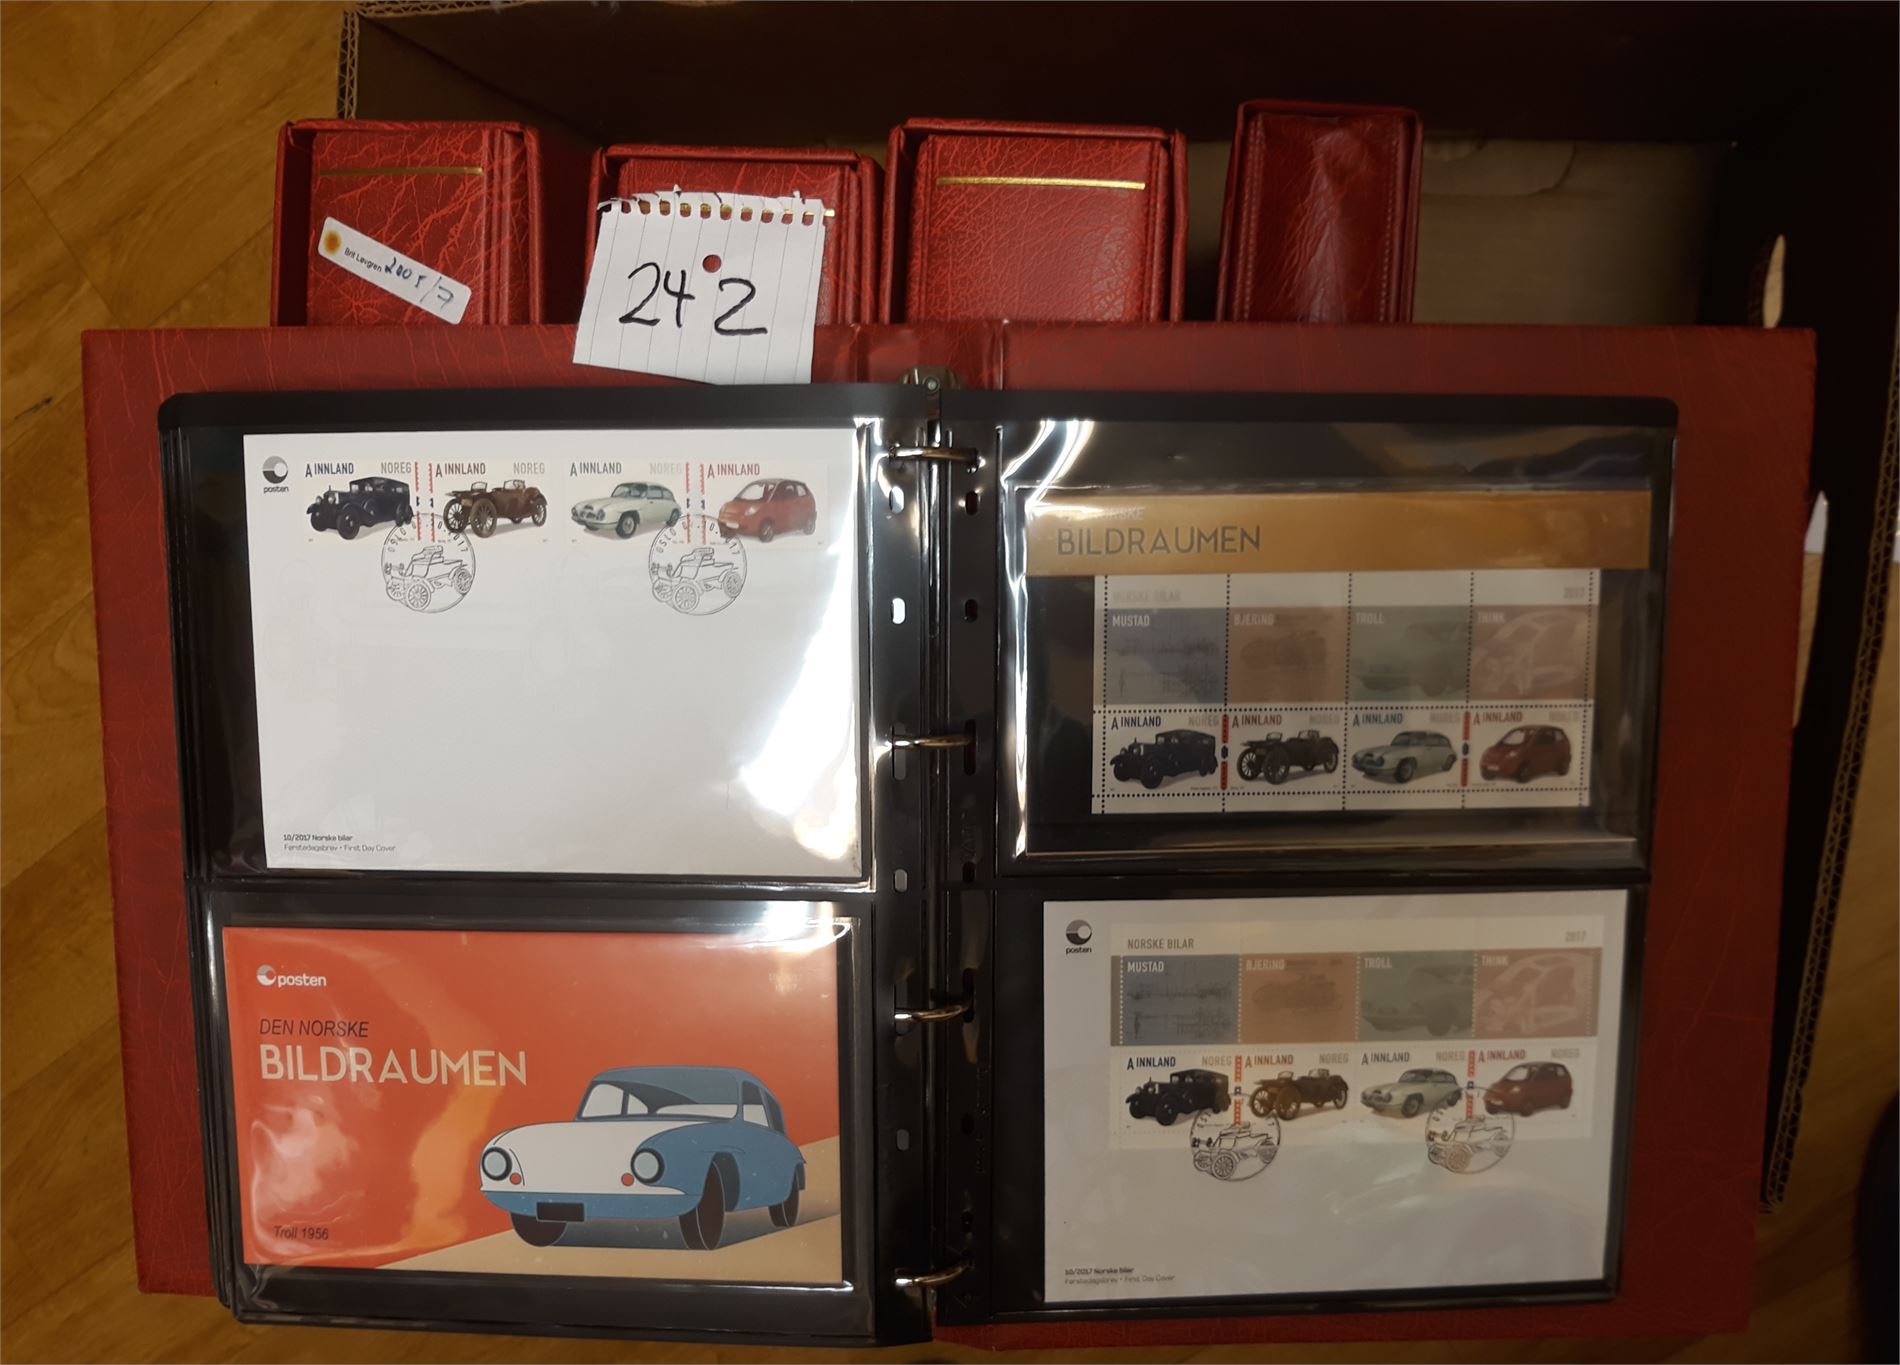 Brit Løvgren 2005/7
24 2
posten
A INNLAND NOREG A INNLAND NOREG A INNLAND NOREG A INNLAND
OSLO
2017
OSLO
10/2017 Norske bilar
Førstedagsbrev • First Day Cover
NORSKE
BILDRAUMEN
NORSKE BILAR 2017
MUSTAD BJERING TROLL THINK
A INNLAND NOREG A INNLAND NOREG A INNLAND NOREG A INNLAND NOREG
posten
DEN NORSKE
BILDRAUMEN
Troll 1956
posten
NORSKE BILAR 2017
MUSTAD BJERING TROLL THINK
A INNLAND NOREG A INNLAND NOREG A INNLAND NOREG A INNLAND NOREG
10/2017 Norske bilar
Førstedagsbrev • First Day Cover